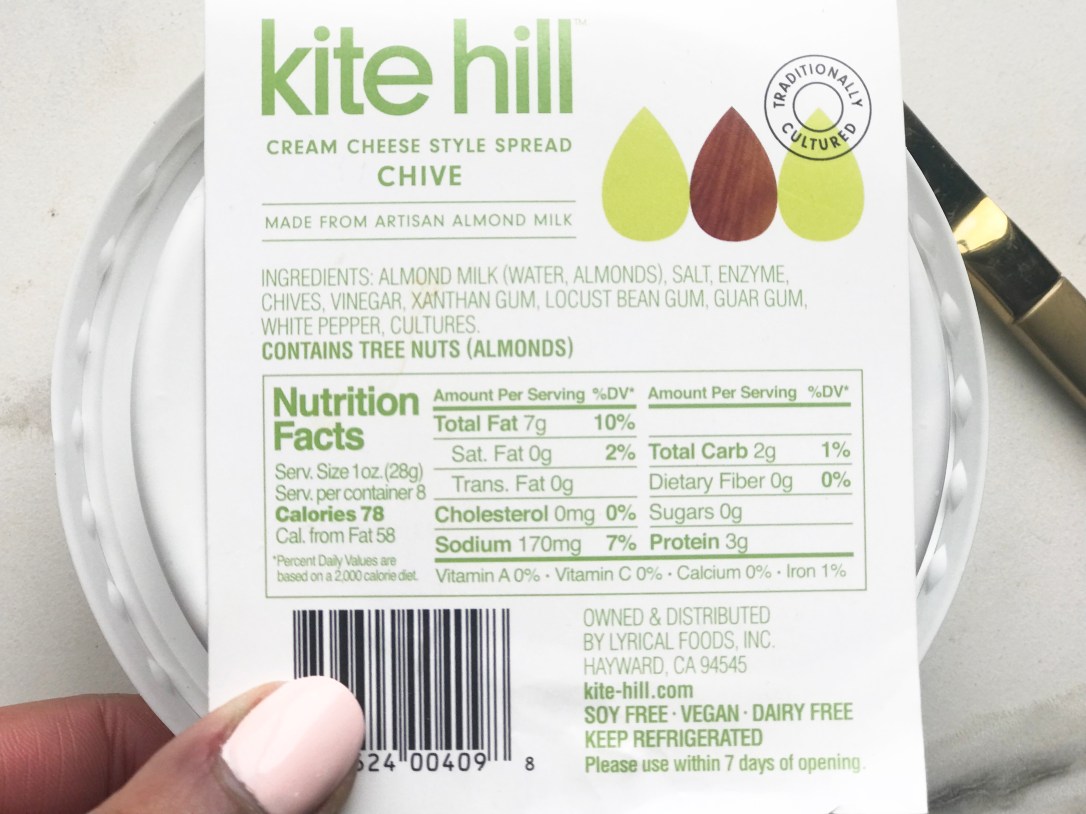 kite hill™
TRADITIONALLY
CULTURED
CREAM CHEESE STYLE SPREAD
CHIVE
MADE FROM ARTISAN ALMOND MILK
INGREDIENTS: ALMOND MILK (WATER, ALMONDS), SALT, ENZYME,
CHIVES, VINEGAR, XANTHAN GUM, LOCUST BEAN GUM, GUAR GUM,
WHITE PEPPER, CULTURES.
CONTAINS TREE NUTS (ALMONDS)
Nutrition
Facts
Serv. Size 1oz. (28g)
Serv. per container 8
Calories 78
Cal. from Fat 58
*Percent Daily Values are
based on a 2,000 calorie diet.
Amount Per Serving %DV*
Total Fat 7g 10%
Sat. Fat 0g 2%
Trans. Fat 0g
Cholesterol 0mg 0%
Sodium 170mg 7%
Amount Per Serving %DV*
Total Carb 2g 1%
Dietary Fiber 0g 0%
Sugars 0g
Protein 3g
Vitamin A 0% • Vitamin C 0% • Calcium 0% • Iron 1%
OWNED & DISTRIBUTED
BY LYRICAL FOODS, INC.
HAYWARD, CA 94545
kite-hill.com
SOY FREE • VEGAN • DAIRY FREE
KEEP REFRIGERATED
Please use within 7 days of opening.
24 00409 8